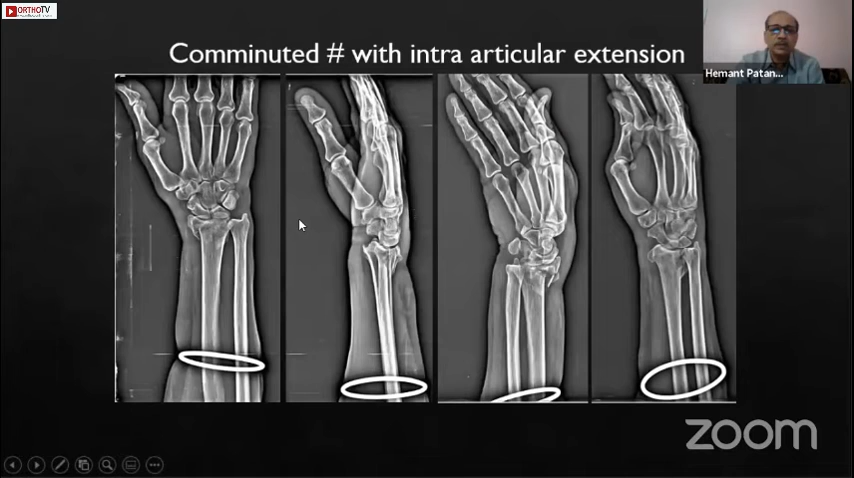 ORTHOTV
Comminuted # with intra articular extension
Hemant Patan...
zoom